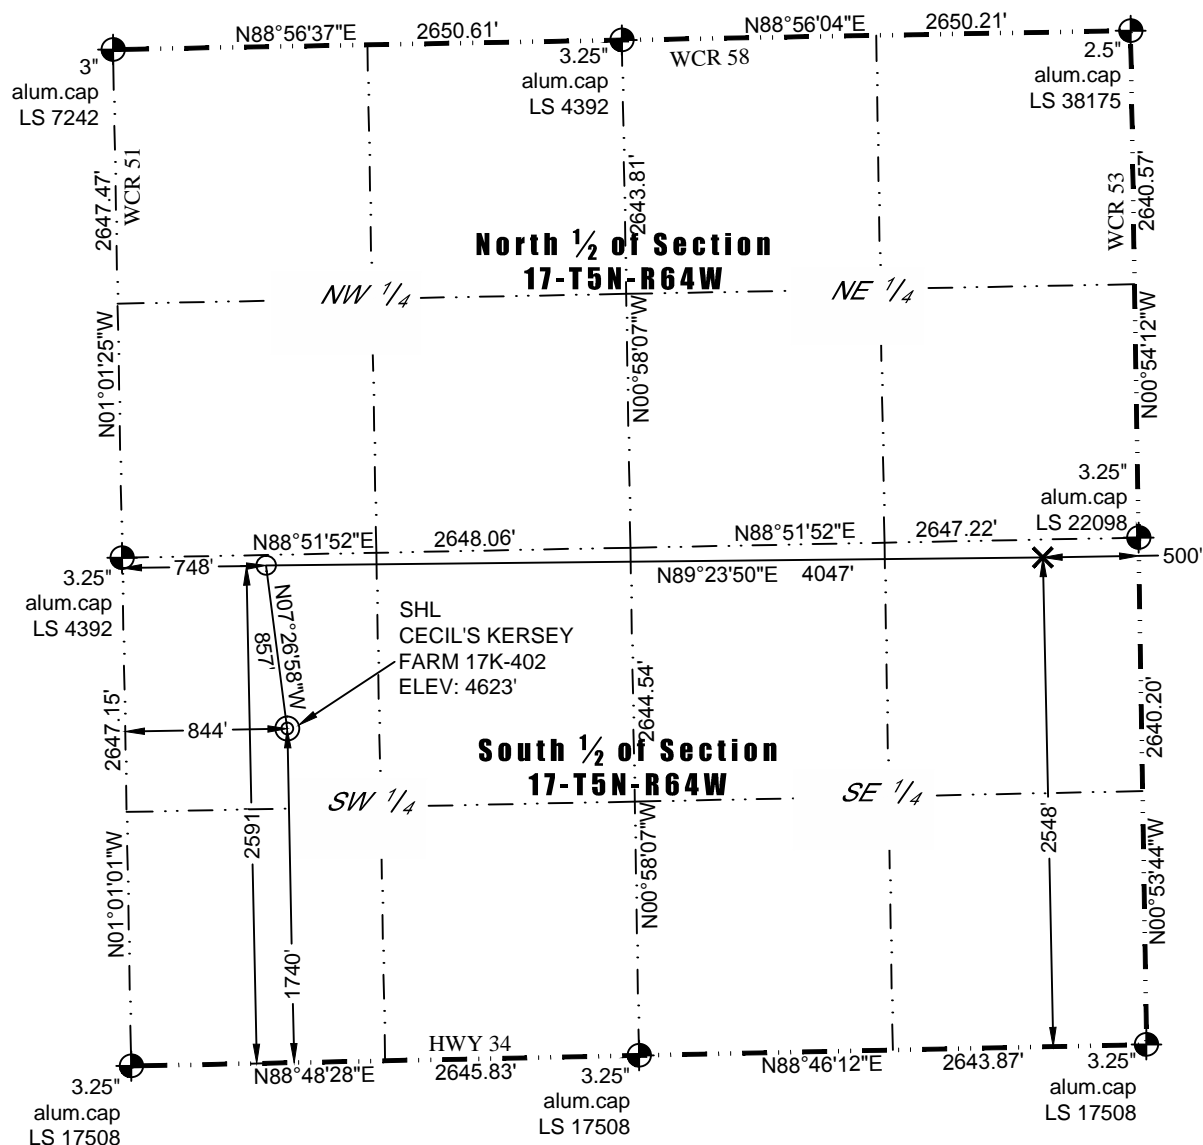 N88°56'37"E 2650.61' N88°56'04"E 2650.21'
3"
alum.cap
LS 7242
3.25"
alum.cap
LS 4392
WCR 58
2.5"
alum.cap
LS 38175
2647.47'
WCR 51
2643.81'
WCR 53
2640.57'
North ½ of Section
17-T5N-R64W
NW 1/4
NE 1/4
N01°01'25"W
N00°58'07"W
N00°54'12"W
3.25"
alum.cap
LS 22098
N88°51'52"E 2648.06' N88°51'52"E 2647.22'
748'
500'
N89°23'50"E 4047'
3.25"
alum.cap
LS 4392
N07°26'58"W
857'
SHL
CECIL'S KERSEY
FARM 17K-402
ELEV: 4623'
844'
2647.15'
2644.54'
2640.20'
South ½ of Section
17-T5N-R64W
SW 1/4
SE 1/4
2591'
2548'
N01°01'01"W
N00°58'07"W
N00°53'44"W
1740'
HWY 34
N88°48'28"E 2645.83' N88°46'12"E 2643.87'
3.25"
alum.cap
LS 17508
3.25"
alum.cap
LS 17508
3.25"
alum.cap
LS 17508